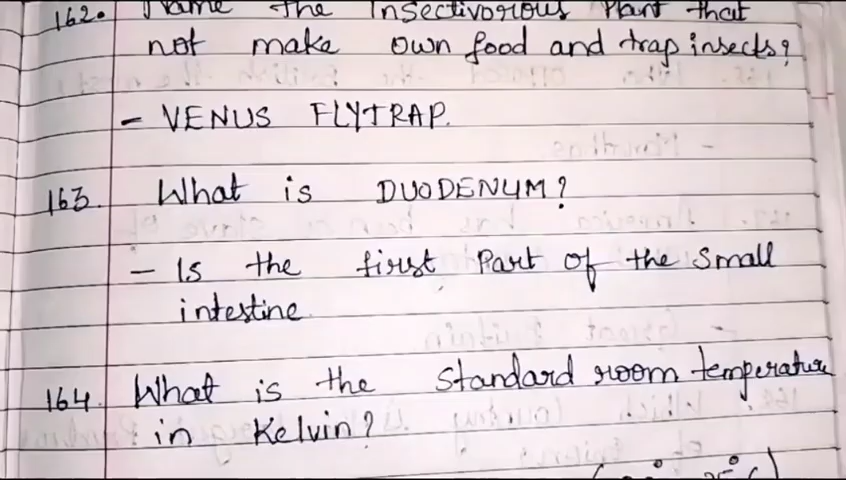 162. Name the Insectivorous Plant that
not make own food and trap insects?
- VENUS FLYTRAP.
163. What is DUODENUM?
- Is the first Part of the Small
intestine
164. What is the Standard room temperature
in Kelvin?